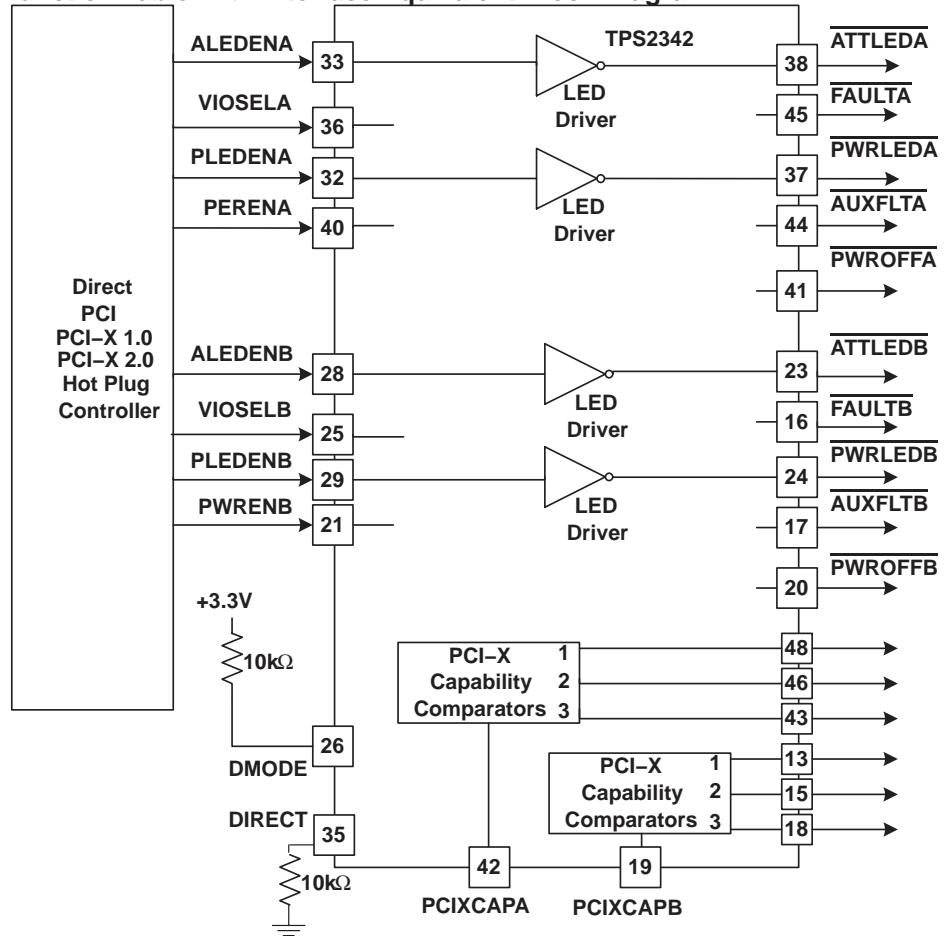 TPS2342
ALEDENA
33
LED
Driver
38
ATTLEDA
VIOSELA
36
45
FAULTA
PLEDENA
32
LED
Driver
37
PWRLEDA
PERENA
40
44
AUXFLTA
41
PWROFFA
Direct
PCI
PCI–X 1.0
PCI–X 2.0
Hot Plug
Controller
ALEDENB
28
LED
Driver
23
ATTLEDB
VIOSELB
25
16
FAULTB
PLEDENB
29
LED
Driver
24
PWRLEDB
PWRENB
21
17
AUXFLTB
20
PWROFFB
+3.3V
10kΩ
26
DMODE
DIRECT
35
10kΩ
PCI–X 1
Capability 2
Comparators 3
48
46
43
PCI–X 1
Capability 2
Comparators 3
13
15
18
42
PCIXCAPA
19
PCIXCAPB